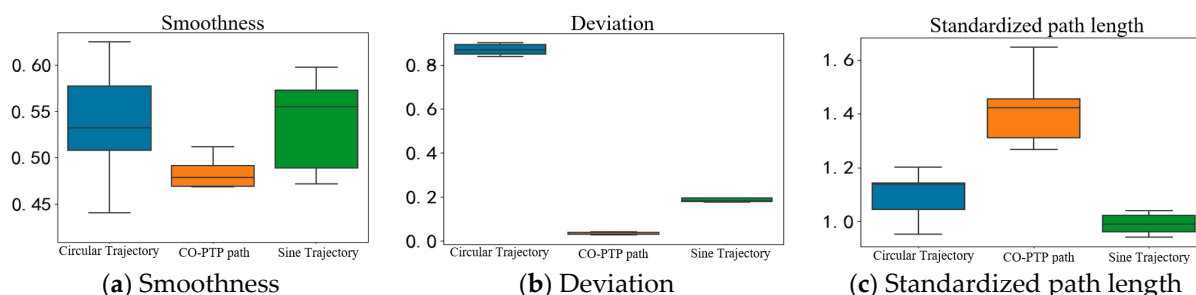 Smoothness
0.60
0.55
0.50
0.45
Circular Trajectory CO-PTP path Sine Trajectory
(a) Smoothness
Deviation
0.8
0.6
0.4
0.2
0.0
Circular Trajectory CO-PTP path Sine Trajectory
(b) Deviation
Standardized path length
1.6
1.4
1.2
1.0
Circular Trajectory CO-PTP path Sine Trajectory
(c) Standardized path length